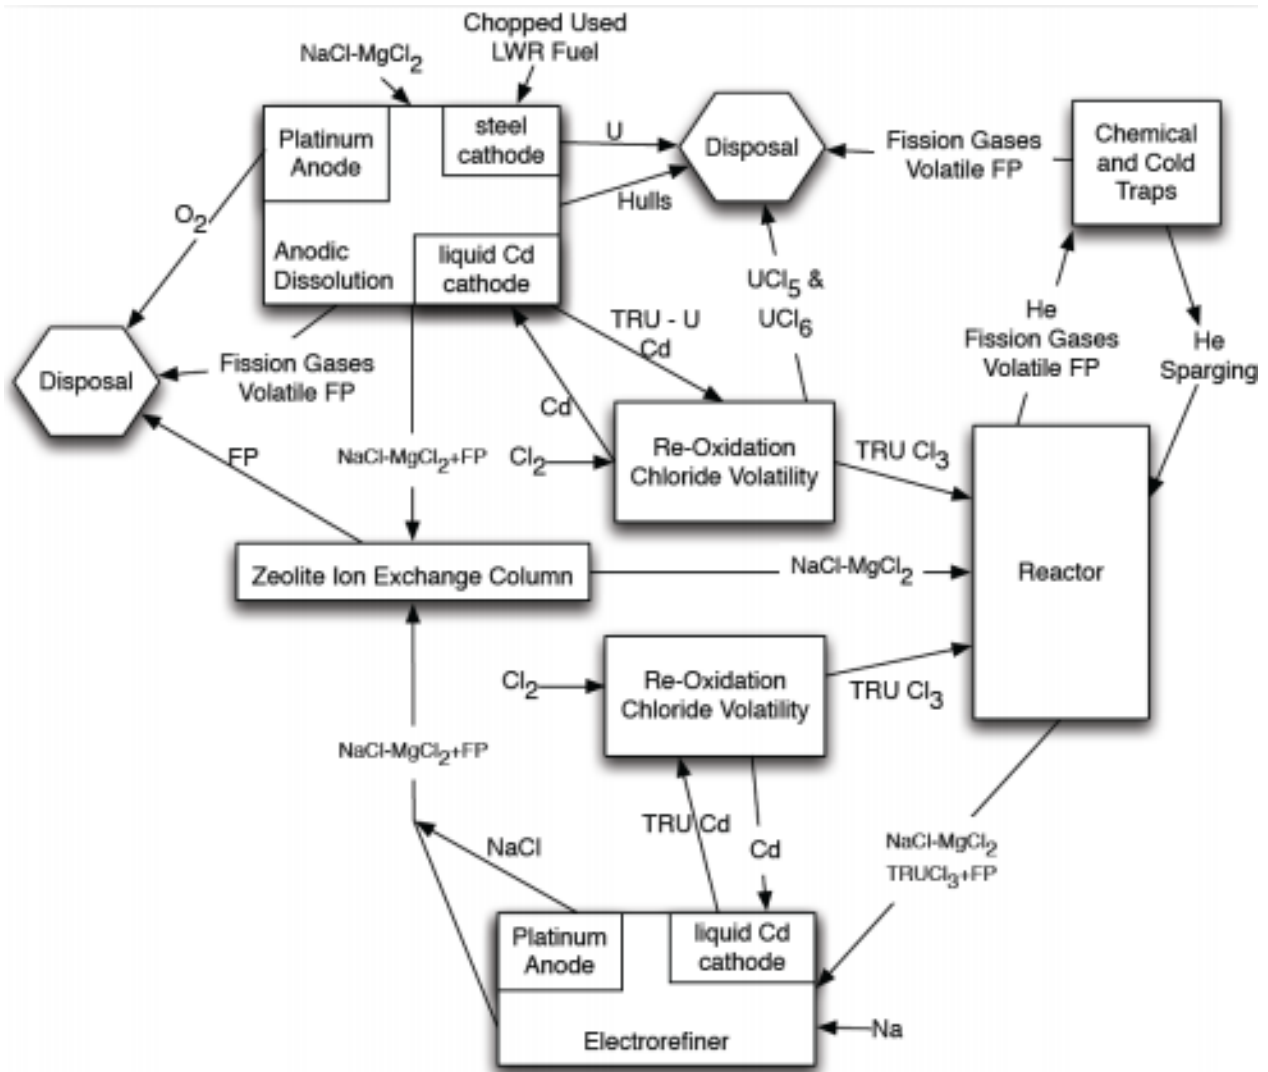 Chopped Used
LWR Fuel
NaCl-MgCl2
Platinum
Anode
steel
cathode
U
Disposal
Fission Gases
Volatile FP
Chemical
and Cold
Traps
Hulls
O2
Anodic
Dissolution
liquid Cd
cathode
UCl5 &
UCl6
TRU - U
Cd
He
Fission Gases
Volatile FP
He
Sparging
Disposal
Fission Gases
Volatile FP
Cd
FP
NaCl-MgCl2+FP
Cl2
Re-Oxidation
Chloride Volatility
TRU Cl3
Zeolite Ion Exchange Column
NaCl-MgCl2
Reactor
Cl2
Re-Oxidation
Chloride Volatility
TRU Cl3
NaCl-MgCl2+FP
TRU Cd
Cd
NaCl
NaCl-MgCl2
TRUCl3+FP
Platinum
Anode
liquid Cd
cathode
Na
Electrorefiner